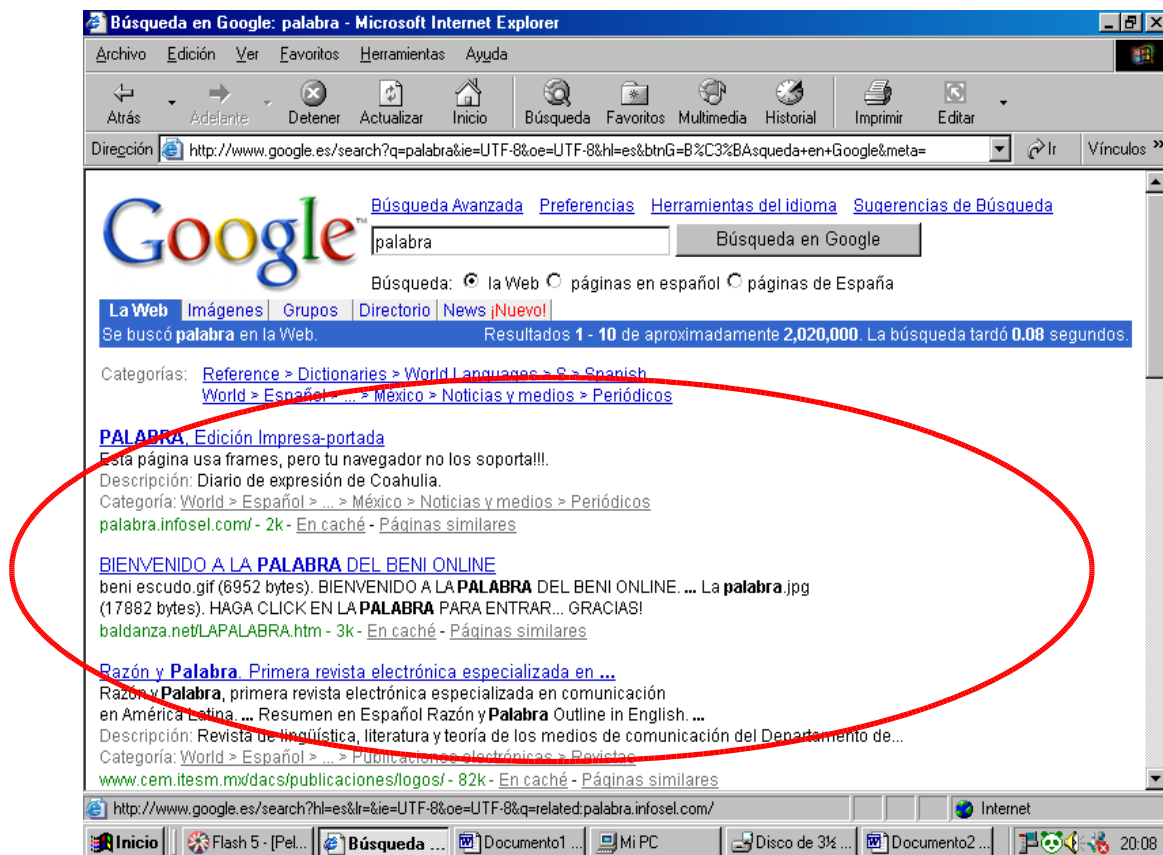 Búsqueda en Google: palabra - Microsoft Internet Explorer
Archivo Edición Ver Favoritos Herramientas Ayuda
Atrás Adelante Detener Actualizar Inicio Búsqueda Favoritos Multimedia Historial Imprimir Editar
Dirección http://www.google.es/search?q=palabra&ie=UTF-8&oe=UTF-8&hl=es&btnG=B%C3%BAsqueda+en+Google&meta= Ir Vínculos »
Google™
Búsqueda Avanzada Preferencias Herramientas del idioma Sugerencias de Búsqueda
palabra Búsqueda en Google
Búsqueda: la Web páginas en español páginas de España
La Web Imágenes Grupos Directorio News ¡Nuevo!
Se buscó palabra en la Web. Resultados 1 - 10 de aproximadamente 2,020,000. La búsqueda tardó 0.08 segundos.
Categorías: Reference > Dictionaries > World Languages > S > Spanish
World > Español > ... > México > Noticias y medios > Periódicos
PALABRA, Edición Impresa-portada
Esta página usa frames, pero tu navegador no los soporta!!!.
Descripción: Diario de expresión de Coahulia.
Categoría: World > Español > ... > México > Noticias y medios > Periódicos
palabra.infosel.com/ - 2k - En caché - Páginas similares
BIENVENIDO A LA PALABRA DEL BENI ONLINE
beni escudo.gif (6952 bytes). BIENVENIDO A LA PALABRA DEL BENI ONLINE. ... La palabra.jpg
(17882 bytes). HAGA CLICK EN LA PALABRA PARA ENTRAR... GRACIAS!
baldanza.net/LAPALABRA.htm - 3k - En caché - Páginas similares
Razón y Palabra. Primera revista electrónica especializada en ...
Razón y Palabra, primera revista electrónica especializada en comunicación
en América Latina. ... Resumen en Español Razón y Palabra Outline in English. ...
Descripción: Revista de lingüística, literatura y teoría de los medios de comunicación del Departamento de...
Categoría: World > Español > ... > Publicaciones electrónicas > Revistas
www.cem.itesm.mx/dacs/publicaciones/logos/ - 82k - En caché - Páginas similares
http://www.google.es/search?hl=es&lr=&ie=UTF-8&oe=UTF-8&q=related:palabra.infosel.com/ Internet
Inicio Flash 5 - [Pel... Búsqueda ... Documento1 ... Mi PC Disco de 3½ ... Documento2 ... 20:08